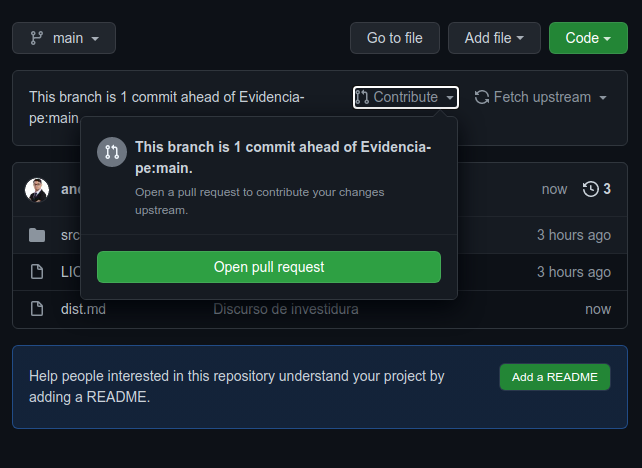 main
Go to file
Add file
Code
This branch is 1 commit ahead of Evidencia-
pe:main
Contribute
Fetch upstream
This branch is 1 commit ahead of Evidencia-
pe:main.
Open a pull request to contribute your changes
upstream.
Open pull request
now
3
src
3 hours ago
3 hours ago
dist.md
Discurso de investidura
now
Help people interested in this repository understand your project by
adding a README.
Add a README